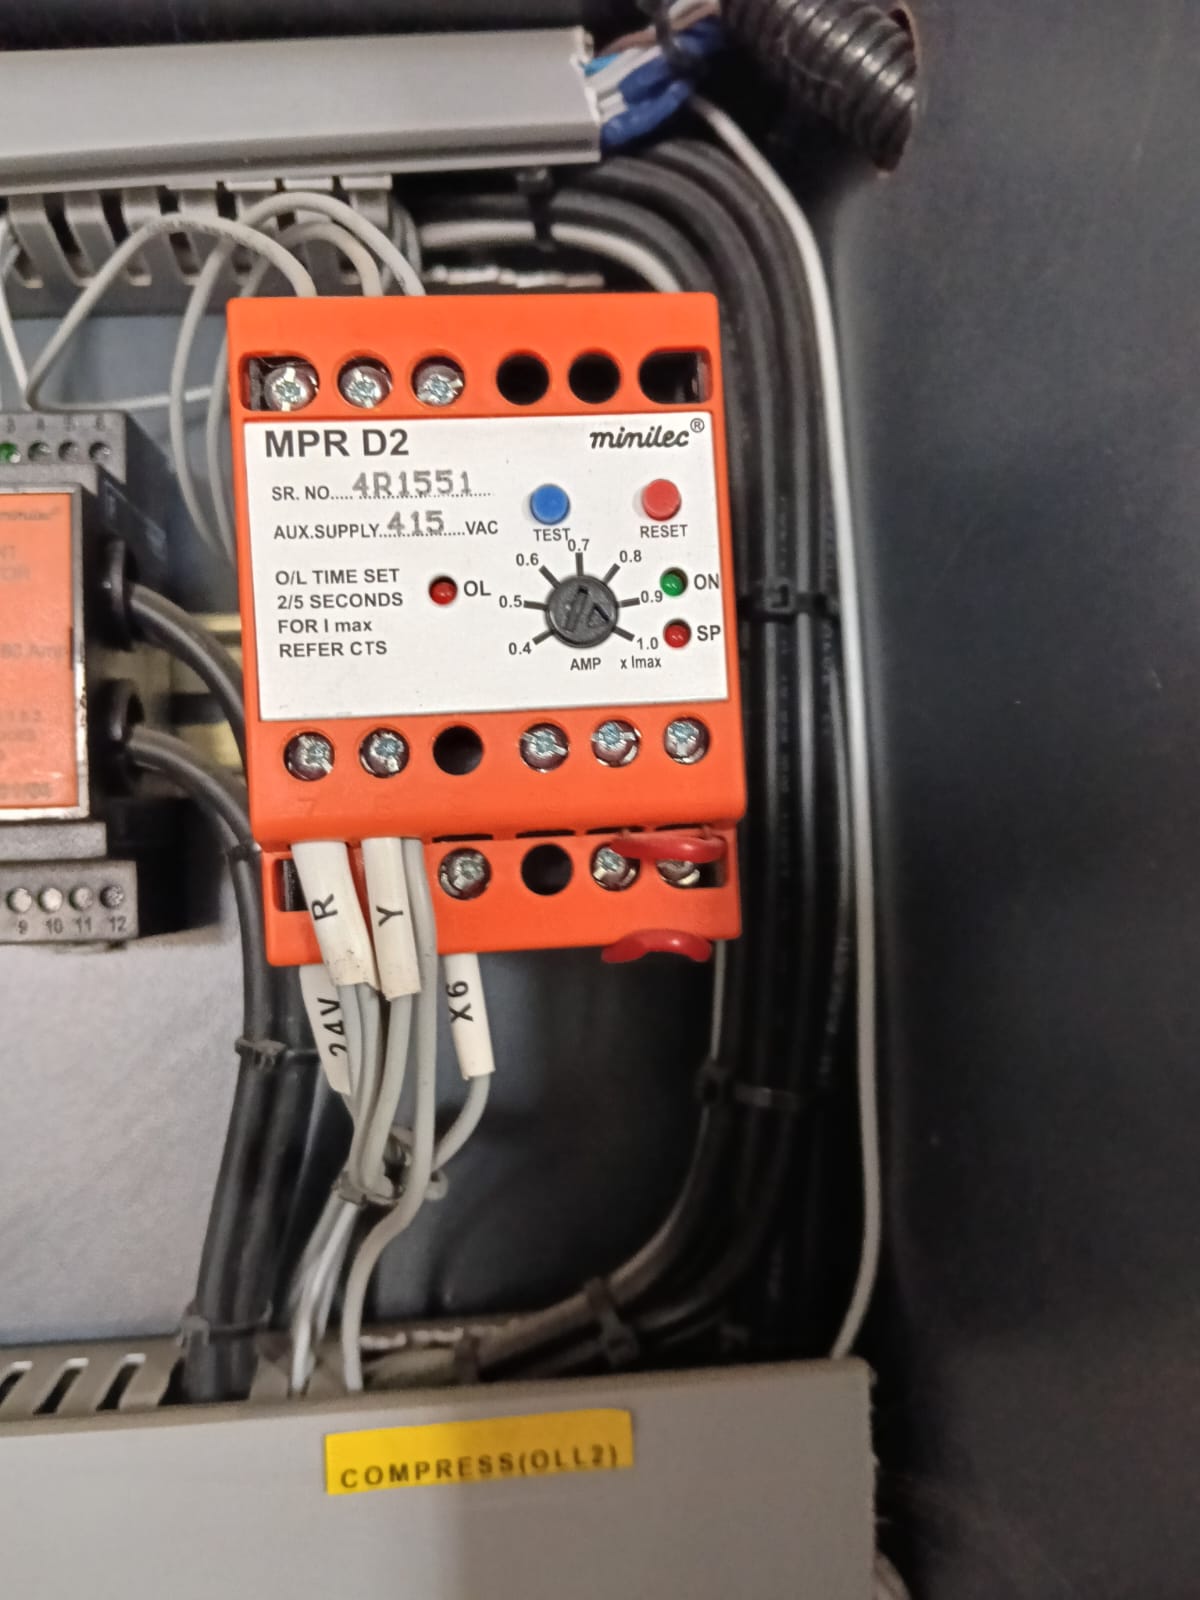 MPR D2
minilec®
SR. NO..... 4R1551
AUX.SUPPLY 415 VAC
TEST
RESET
O/L TIME SET
2/5 SECONDS
FOR I max
REFER CTS
OL
0.4
0.5
0.6
0.7
0.8
0.9
1.0
ON
SP
AMP x Imax
R
Y
24V
X6
9 10 11 12
COMPRESS(OLL2)